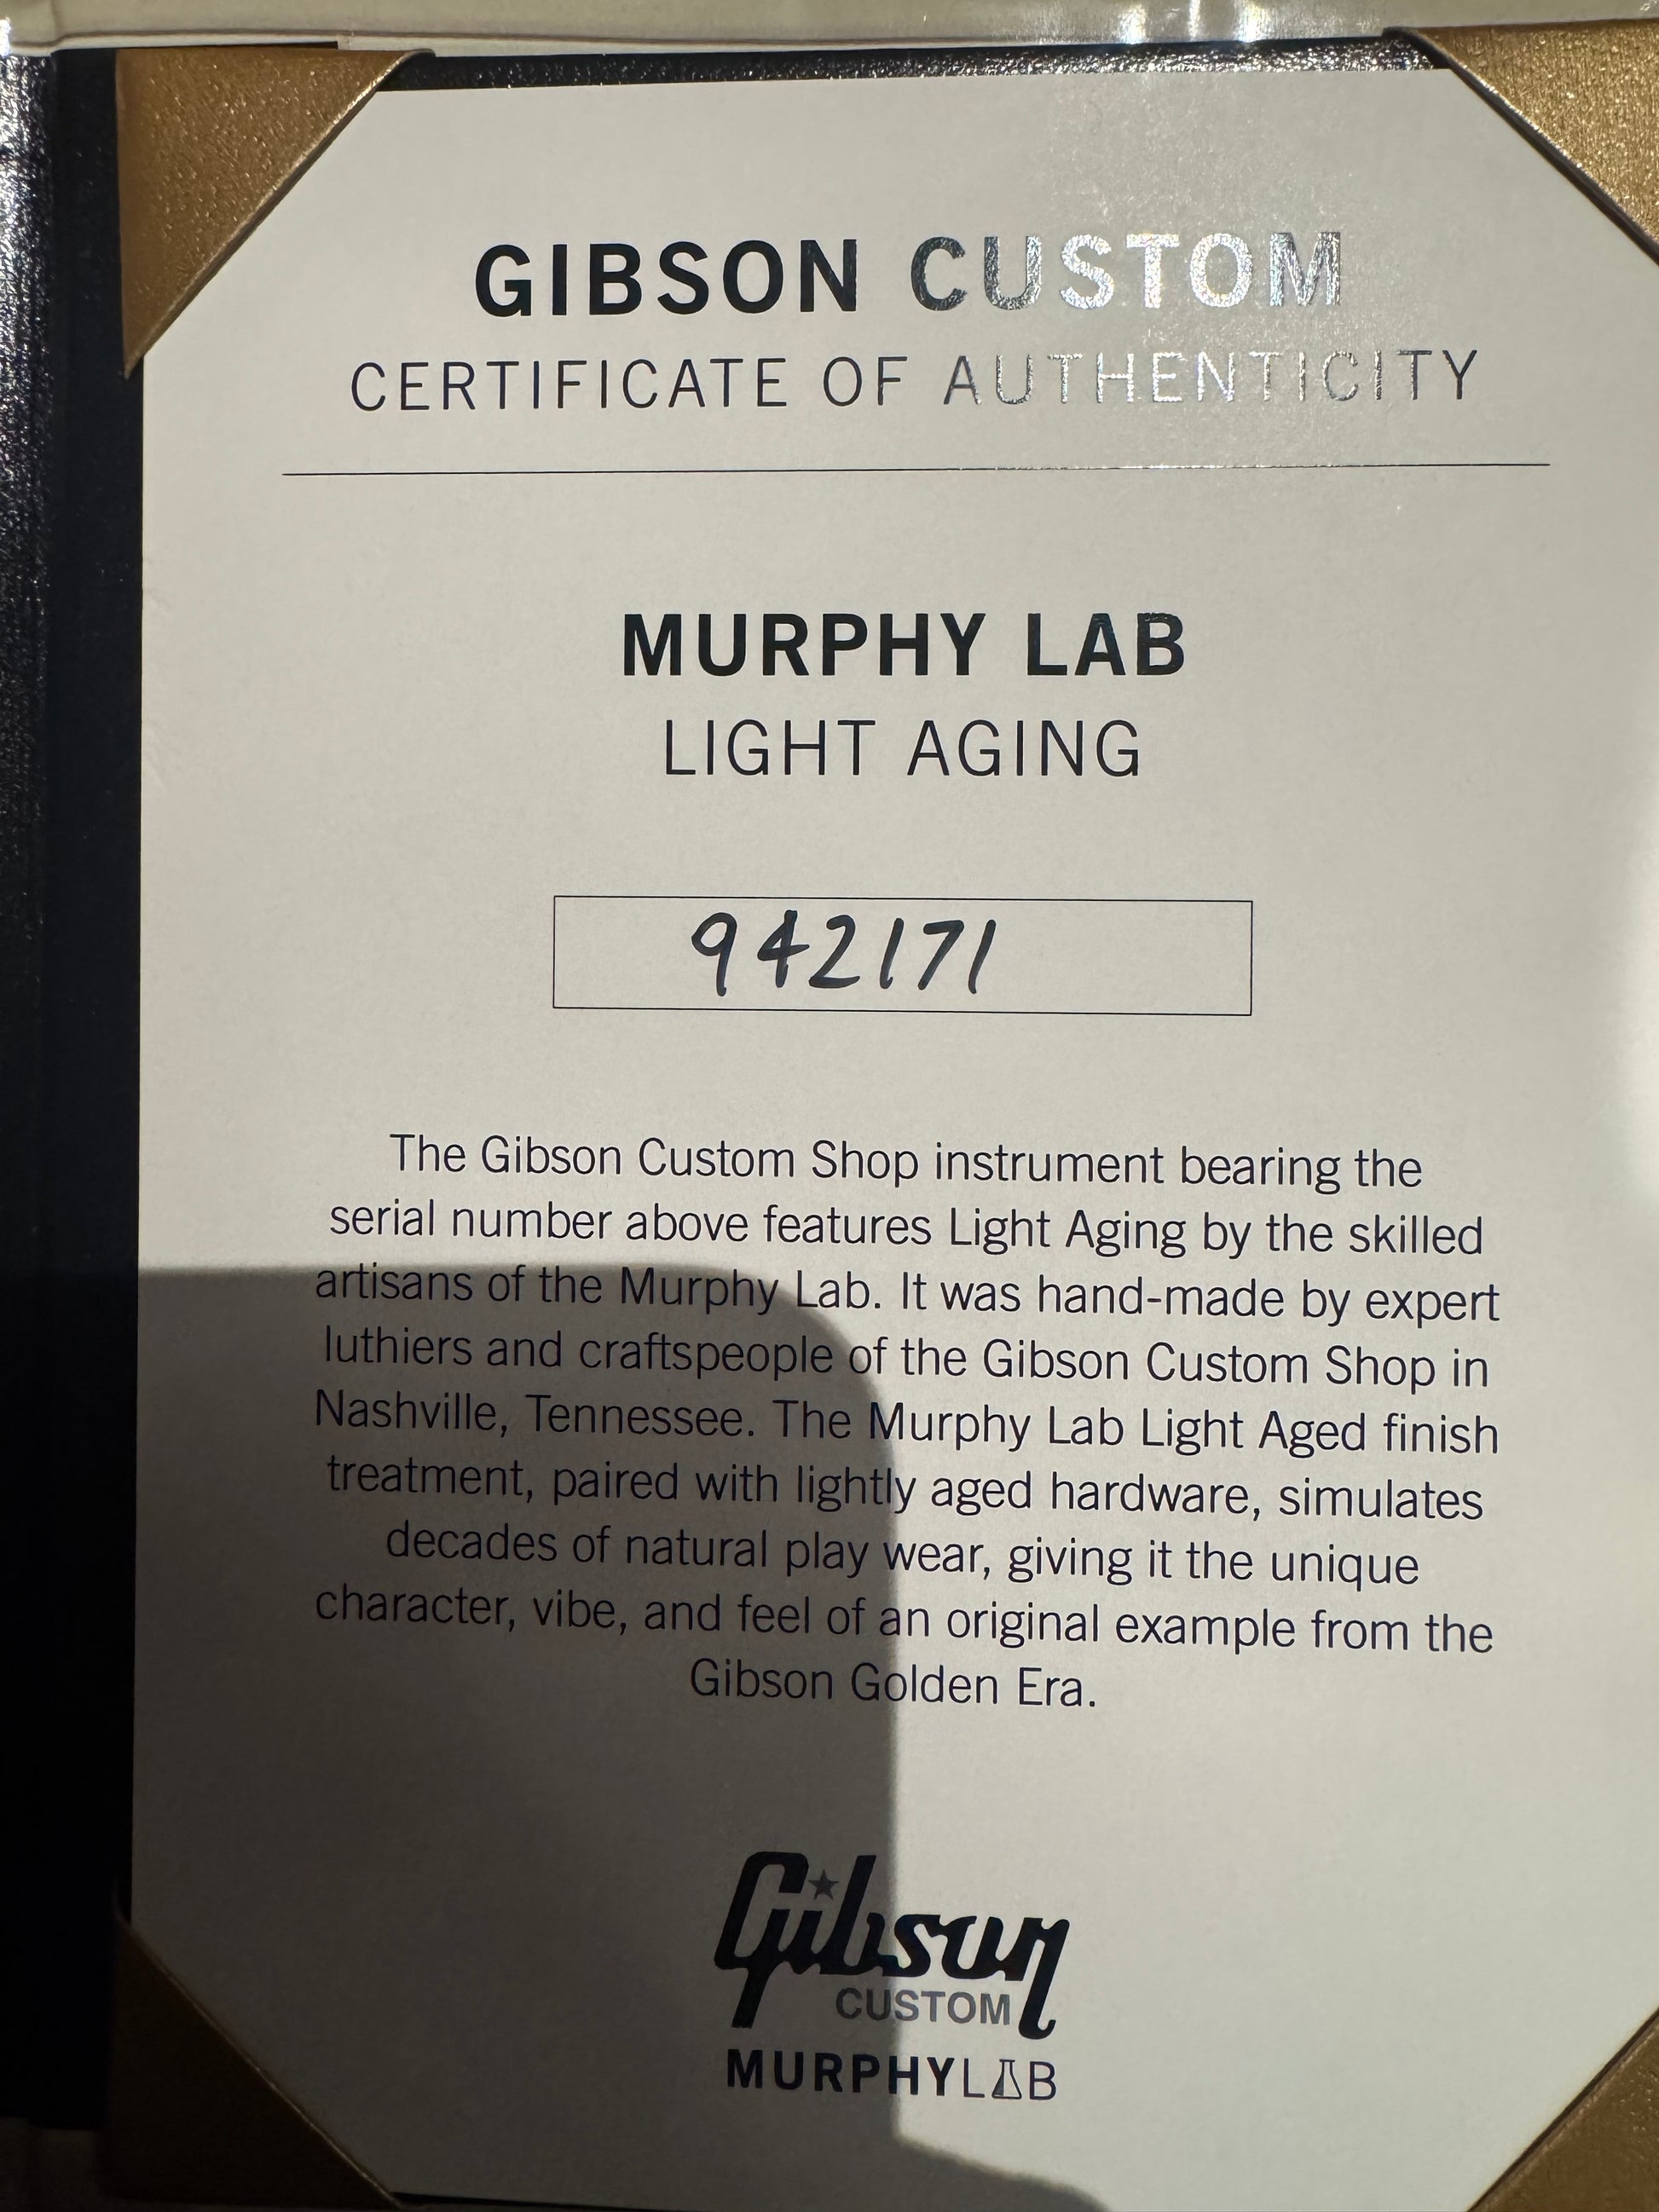 GIBSON CUSTOM
CERTIFICATE OF AUTHENTICITY
MURPHY LAB
LIGHT AGING
942171
The Gibson Custom Shop instrument bearing the
serial number above features Light Aging by the skilled
artisans of the Murphy Lab. It was hand-made by expert
luthiers and craftspeople of the Gibson Custom Shop in
Nashville, Tennessee. The Murphy Lab Light Aged finish
treatment, paired with lightly aged hardware, simulates
decades of natural play wear, giving it the unique
character, vibe, and feel of an original example from the
Gibson Golden Era.
Gibson
CUSTOM
MURPHYLAB